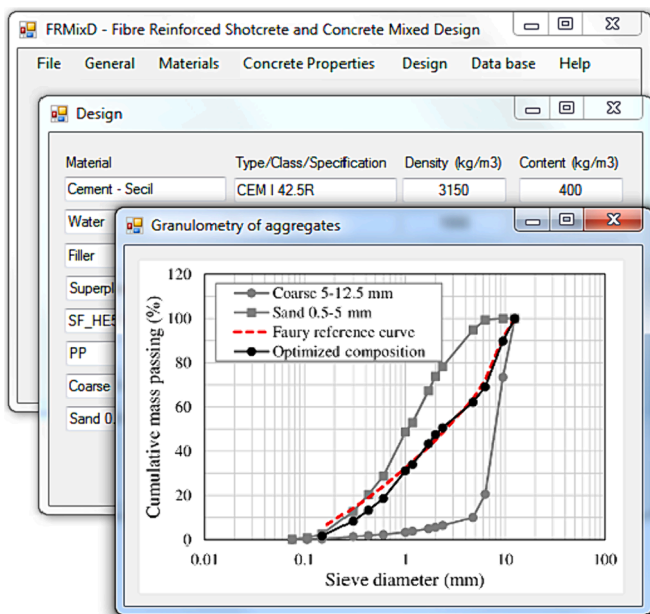 FRMixD - Fibre Reinforced Shotcrete and Concrete Mixed Design
File General Materials Concrete Properties Design Data base Help
Design
Material Type/Class/Specification Density (kg/m3) Content (kg/m3)
Cement - Secil CEM I 42.5R 3150 400
Water
Filler
Superpl
SF_HE5
PP
Coarse
Sand 0.
Granulometry of aggregates
Cumulative mass passing (%)
120
100
80
60
40
20
0
Coarse 5-12.5 mm
Sand 0.5-5 mm
Faury reference curve
Optimized composition
0.01 0.1 1 10 100
Sieve diameter (mm)